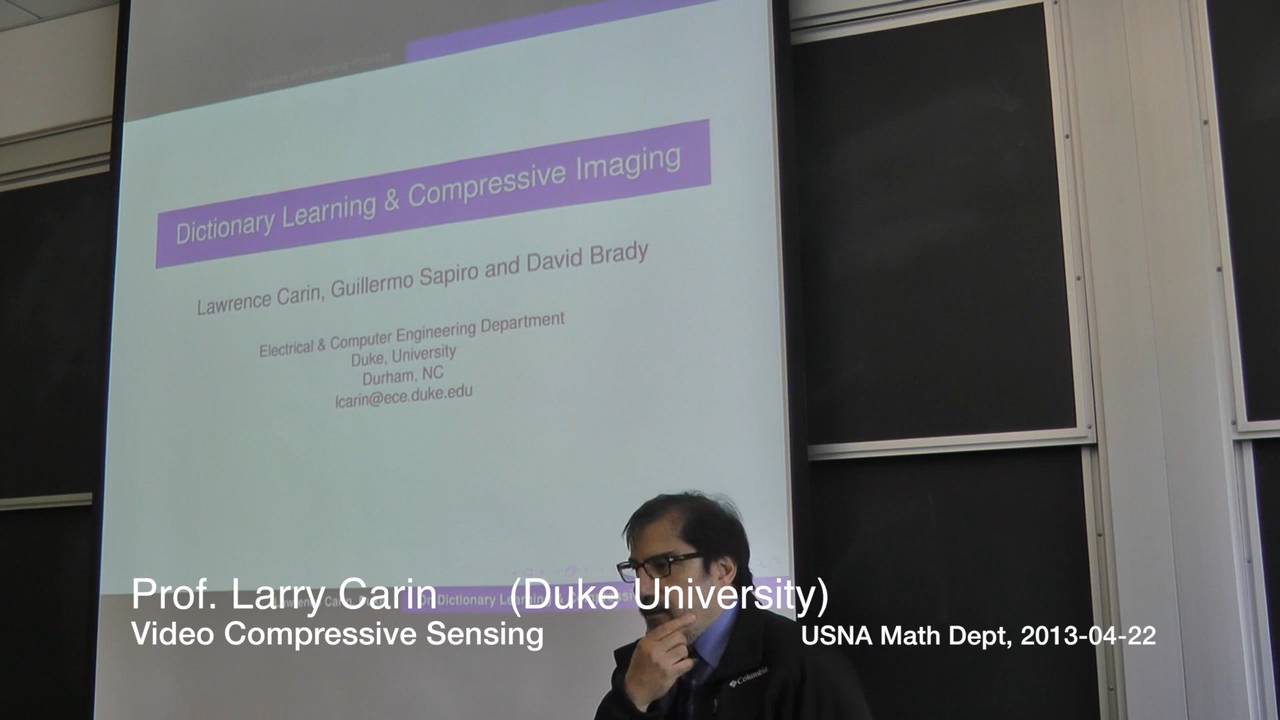 Dictionary Learning & Compressive Imaging
Lawrence Carin, Guillermo Sapiro and David Brady
Electrical & Computer Engineering Department
Duke, University
Durham, NC
lcarin@ece.duke.edu
Prof. Larry Carin (Duke University)
Dictionary Learning &
Video Compressive Sensing
USNA Math Dept, 2013-04-22
Columbia